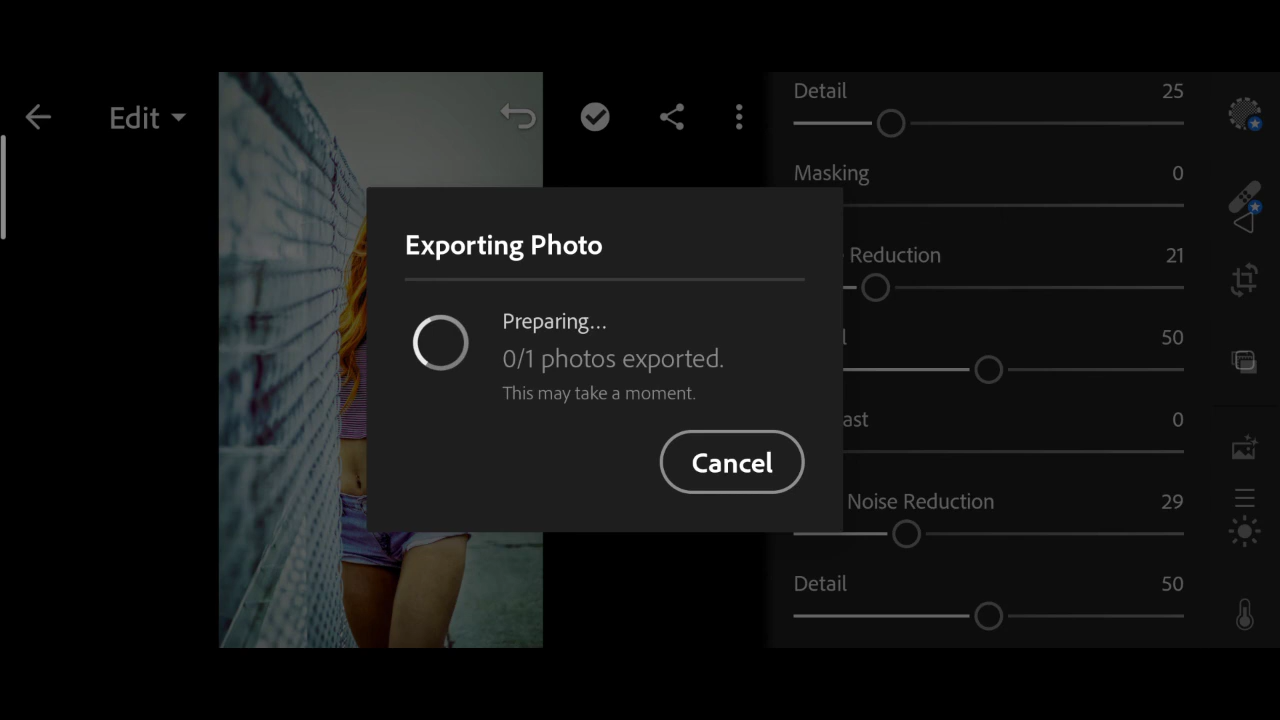 Edit
Detail 25
Masking 0
Exporting Photo
Reduction 21
Preparing...
50
0/1 photos exported.
This may take a moment.
0
Cancel
Noise Reduction 29
Detail 50